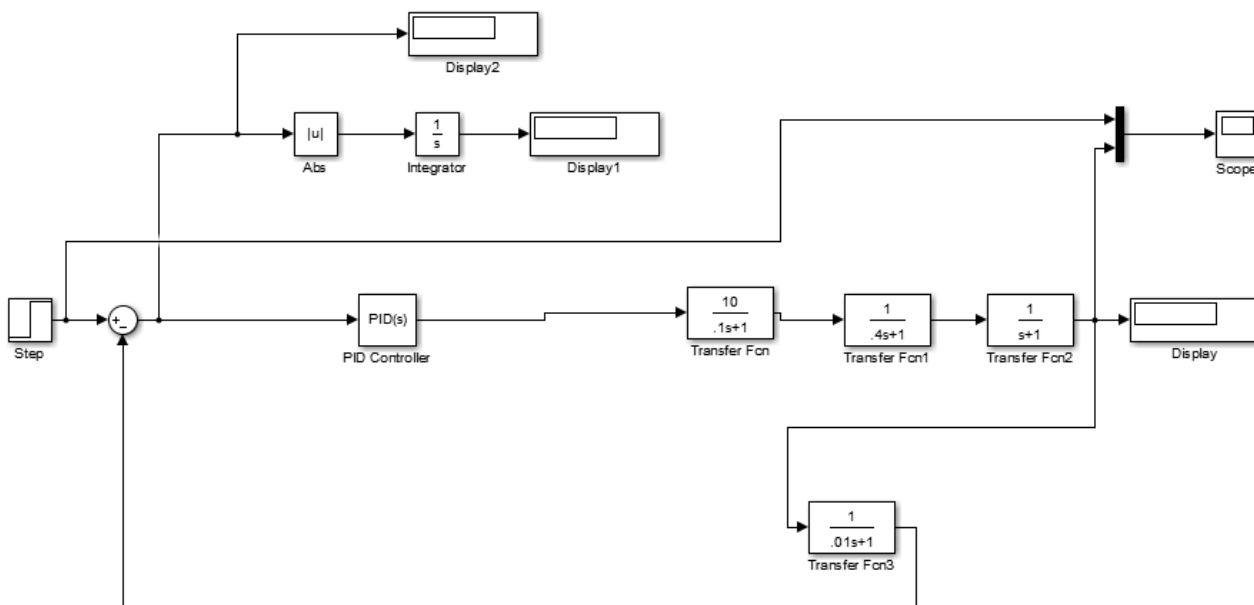 Display2
|u|
Abs
1
s
Integrator
Display1
Scope
Step
+
_
PID(s)
PID Controller
10
.1s+1
Transfer Fcn
1
.4s+1
Transfer Fcn1
1
s+1
Transfer Fcn2
Display
1
.01s+1
Transfer Fcn3